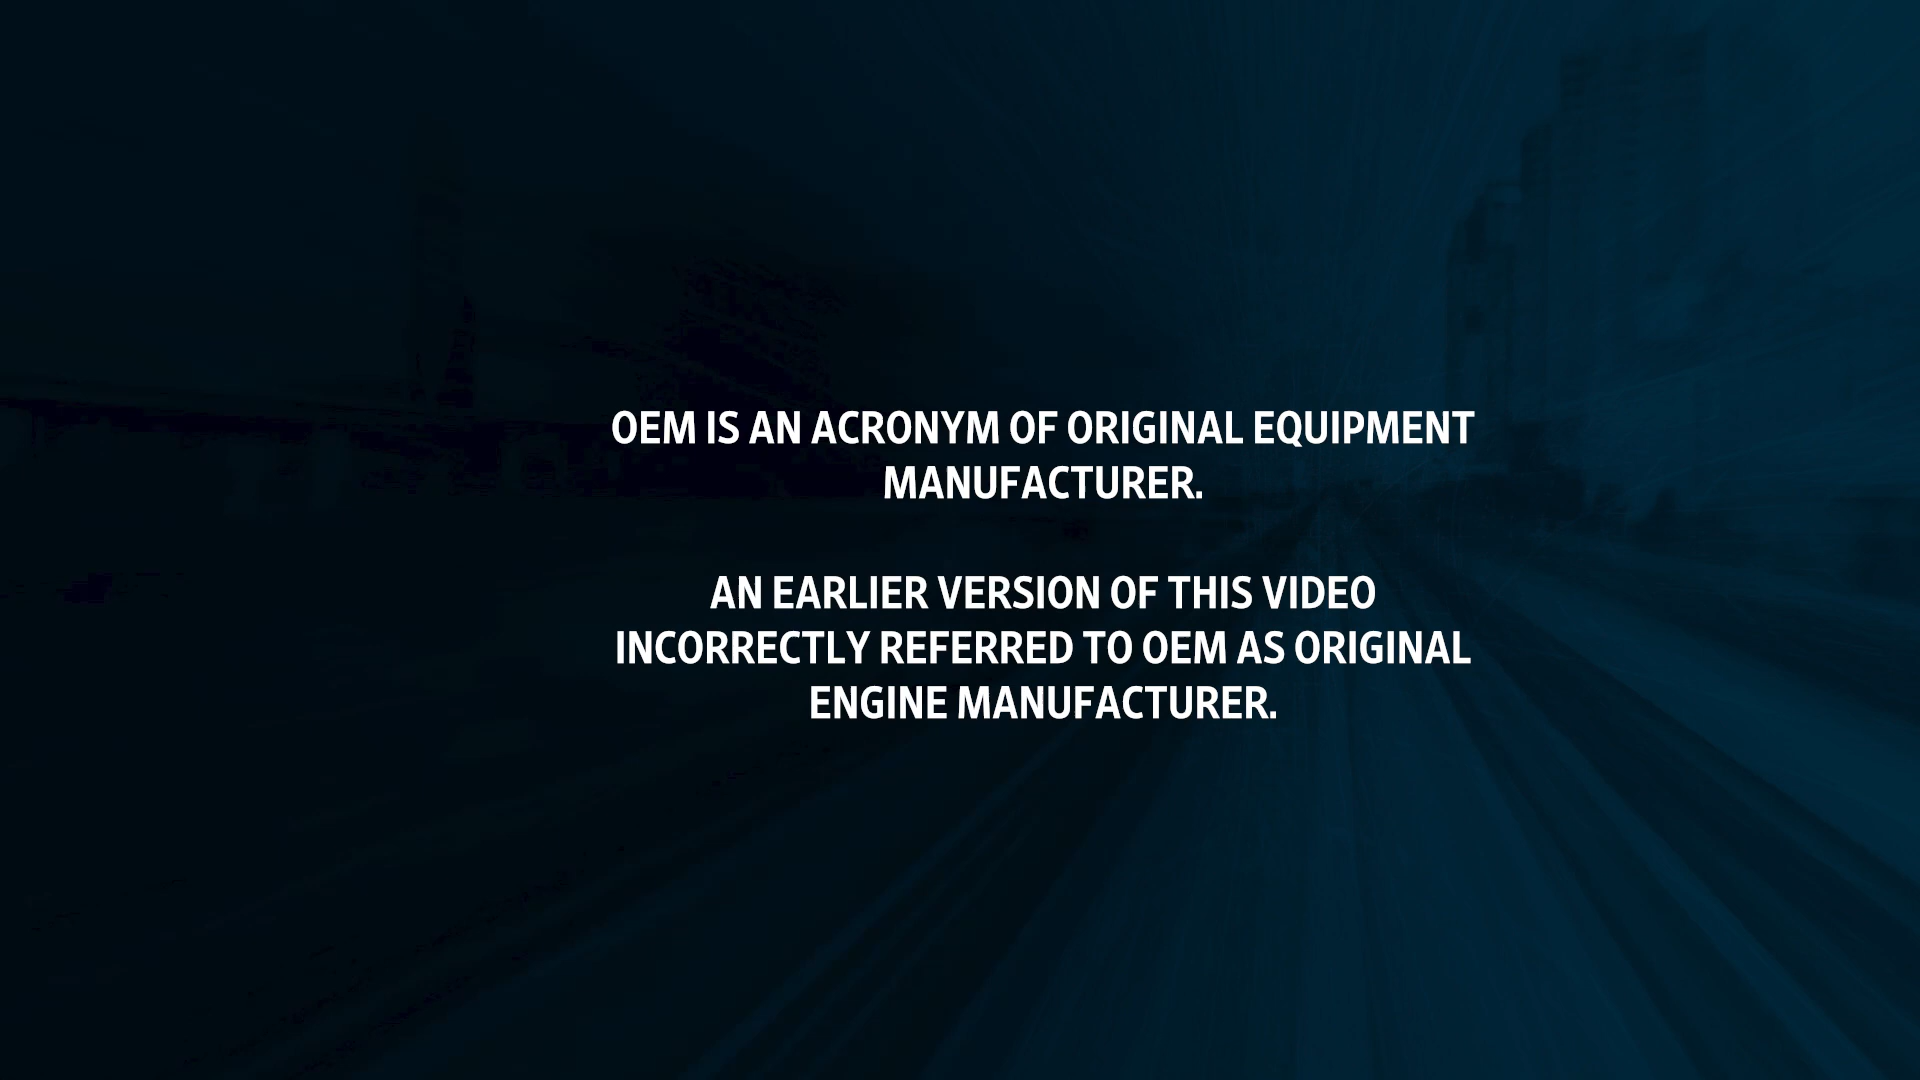 OEM IS AN ACRONYM OF ORIGINAL EQUIPMENT
MANUFACTURER.
AN EARLIER VERSION OF THIS VIDEO
INCORRECTLY REFERRED TO OEM AS ORIGINAL
ENGINE MANUFACTURER.